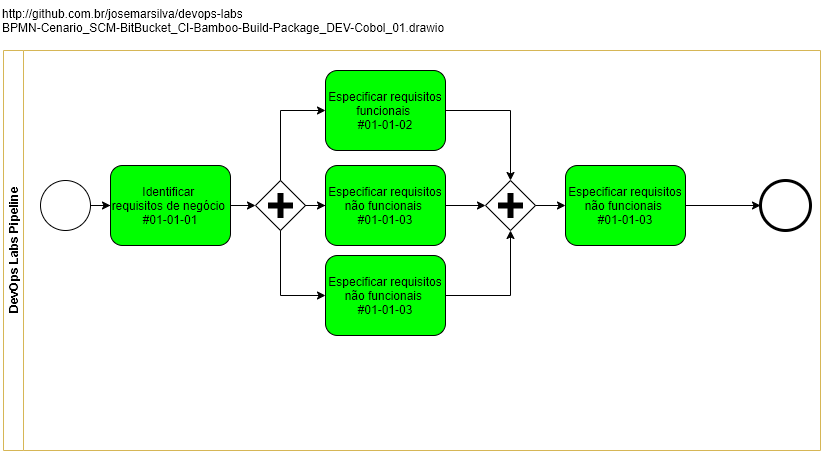 http://github.com.br/josemarsilva/devops-labs
BPMN-Cenario_SCM-BitBucket_CI-Bamboo-Build-Package_DEV-Cobol_01.drawio
DevOps Labs Pipeline
Identificar
requisitos de negócio
#01-01-01
Especificar requisitos
funcionais
#01-01-02
Especificar requisitos
não funcionais
#01-01-03
Especificar requisitos
não funcionais
#01-01-03
Especificar requisitos
não funcionais
#01-01-03